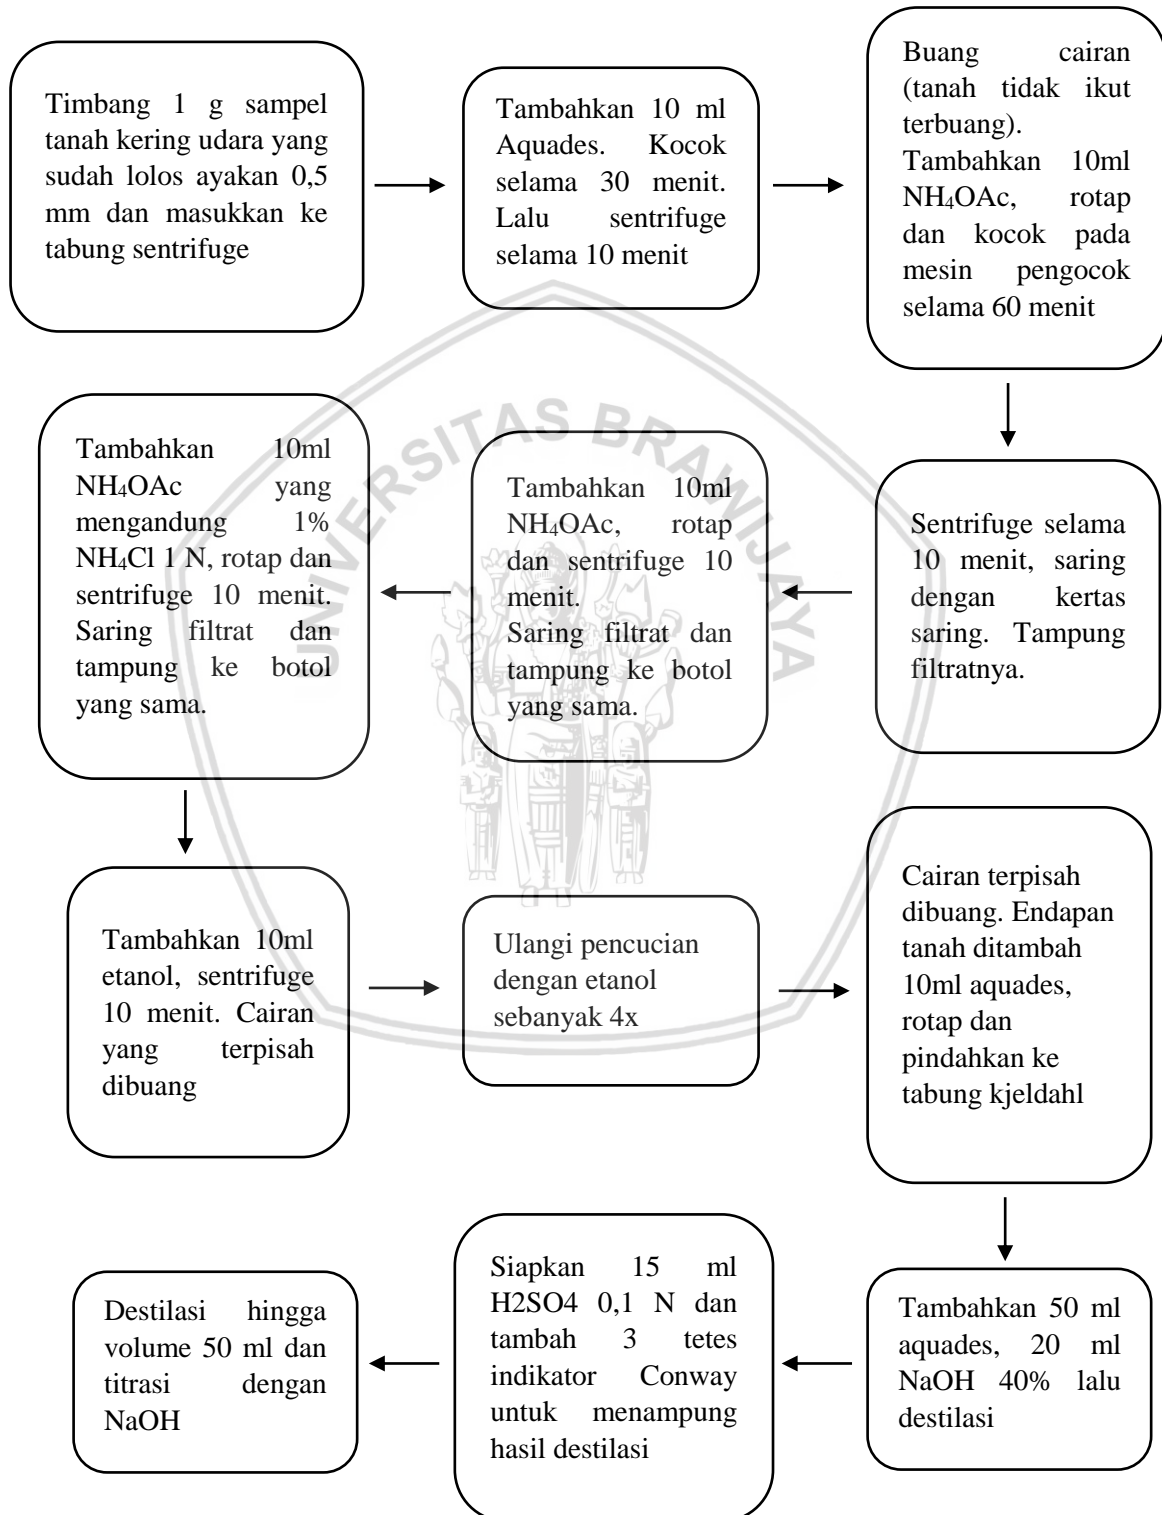 Timbang 1 g sampel
tanah kering udara yang
sudah lolos ayakan 0,5
mm dan masukkan ke
tabung sentrifuge
Tambahkan 10 ml
Aquades. Kocok
selama 30 menit.
Lalu sentrifuge
selama 10 menit
Buang cairan
(tanah tidak ikut
terbuang).
Tambahkan 10ml
NH₄OAc, rotap
dan kocok pada
mesin pengocok
selama 60 menit
Sentrifuge selama
10 menit, saring
dengan kertas
saring. Tampung
filtratnya.
Tambahkan 10ml
NH₄OAc, rotap
dan sentrifuge 10
menit.
Saring filtrat dan
tampung ke botol
yang sama.
Tambahkan 10ml
NH₄OAc yang
mengandung 1%
NH₄Cl 1 N, rotap dan
sentrifuge 10 menit.
Saring filtrat dan
tampung ke botol
yang sama.
Tambahkan 10ml
etanol, sentrifuge
10 menit. Cairan
yang terpisah
dibuang
Ulangi pencucian
dengan etanol
sebanyak 4x
Cairan terpisah
dibuang. Endapan
tanah ditambah
10ml aquades,
rotap dan
pindahkan ke
tabung kjeldahl
Tambahkan 50 ml
aquades, 20 ml
NaOH 40% lalu
destilasi
Siapkan 15 ml
H2SO4 0,1 N dan
tambah 3 tetes
indikator Conway
untuk menampung
hasil destilasi
Destilasi hingga
volume 50 ml dan
titrasi dengan
NaOH
UNIVERSITAS BRAWIJAYA